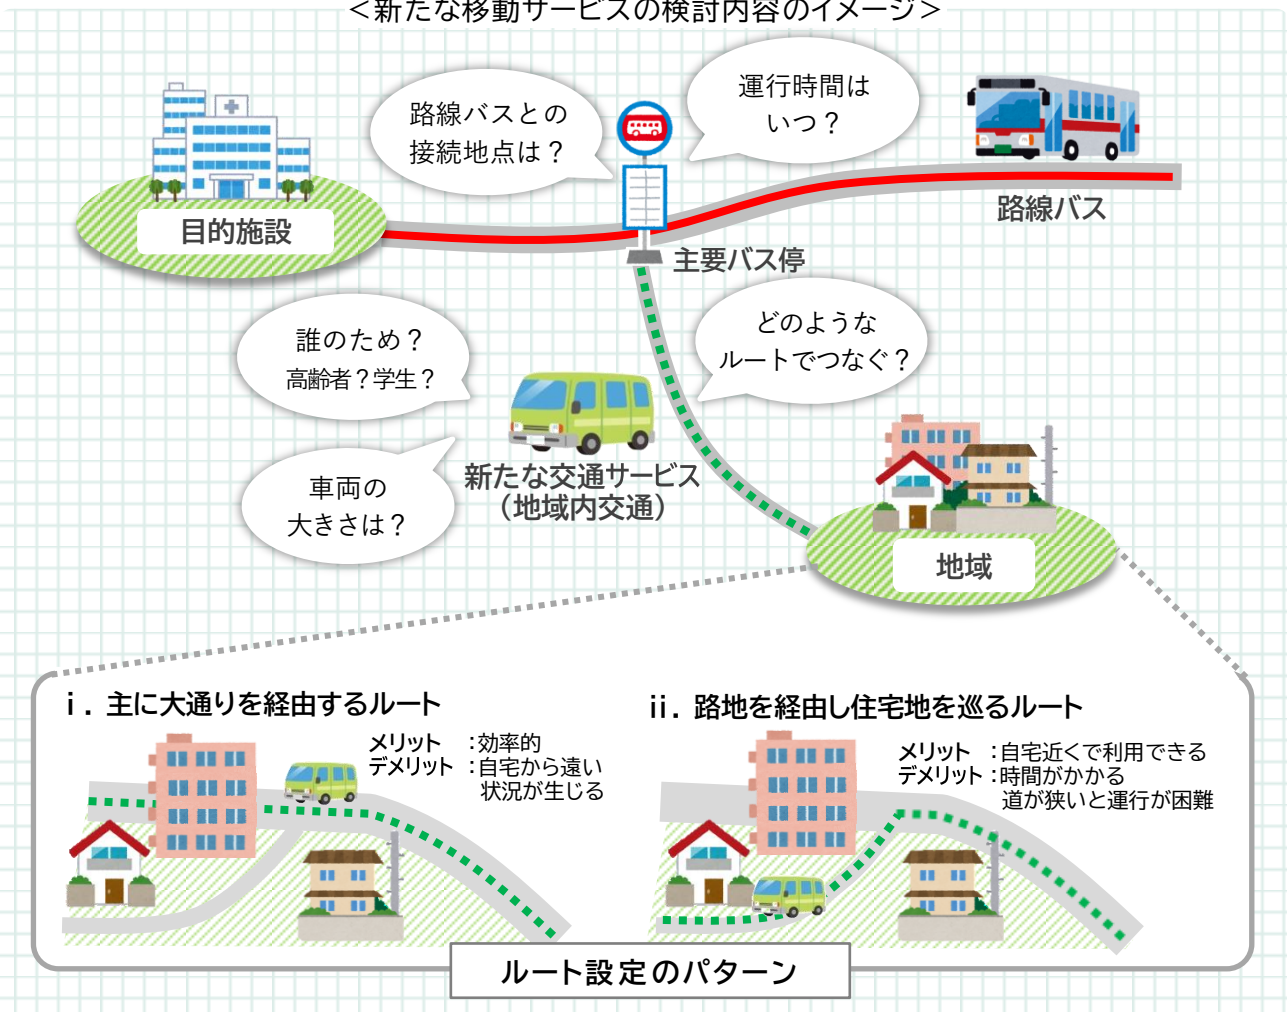 ＜新たな移動サービスの検討内容のイメージ＞
路線バスとの
接続地点は？
運行時間は
いつ？
目的施設
路線バス
主要バス停
誰のため？
高齢者？学生？
どのような
ルートでつなぐ？
車両の
大きさは？
新たな交通サービス
（地域内交通）
地域
ⅰ．主に大通りを経由するルート
メリット　：効率的
デメリット：自宅から遠い
状況が生じる
ⅱ．路地を経由し住宅地を巡るルート
メリット　：自宅近くで利用できる
デメリット：時間がかかる
道が狭いと運行が困難
ルート設定のパターン